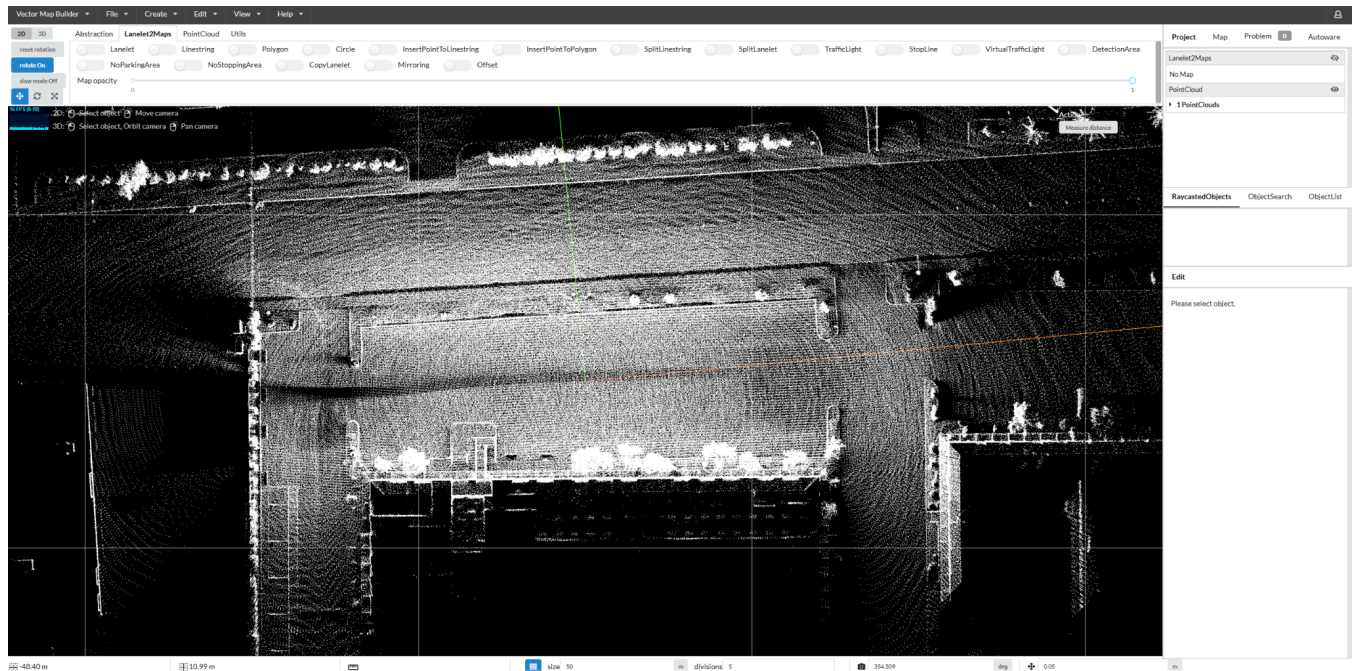 Vector Map Builder File Create Edit View Help
2D 3D Abstraction Lanelet2Maps PointCloud Utils
reset rotation Lanelet Linestring Polygon Circle InsertPointToLinestring InsertPointToPolygon SplitLinestring SplitLanelet TrafficLight StopLine VirtualTrafficLight DetectionArea
rotate On NoParkingArea NoStoppingArea CopyLanelet Mirroring Offset
slow mode Off Map opacity
0 1
2D: Select object Move camera
3D: Select object, Orbit camera Pan camera
Measure distance
Project Map Problem 0 Autoware
Lanelet2Maps
No Map
PointCloud
1 PointClouds
RaycastedObjects ObjectSearch ObjectList
Edit
Please select object.
-48.40 m 10.99 m size 50 m divisions 5 354.509 deg 0.05 m